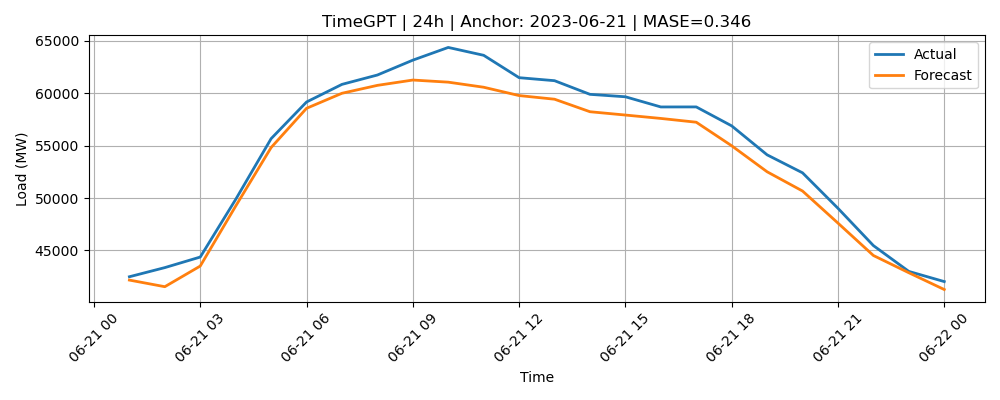 TimeGPT | 24h | Anchor: 2023-06-21 | MASE=0.346
Load (MW)
65000
60000
55000
50000
45000
Actual
Forecast
06-21 00
06-21 03
06-21 06
06-21 09
06-21 12
06-21 15
06-21 18
06-21 21
06-22 00
Time